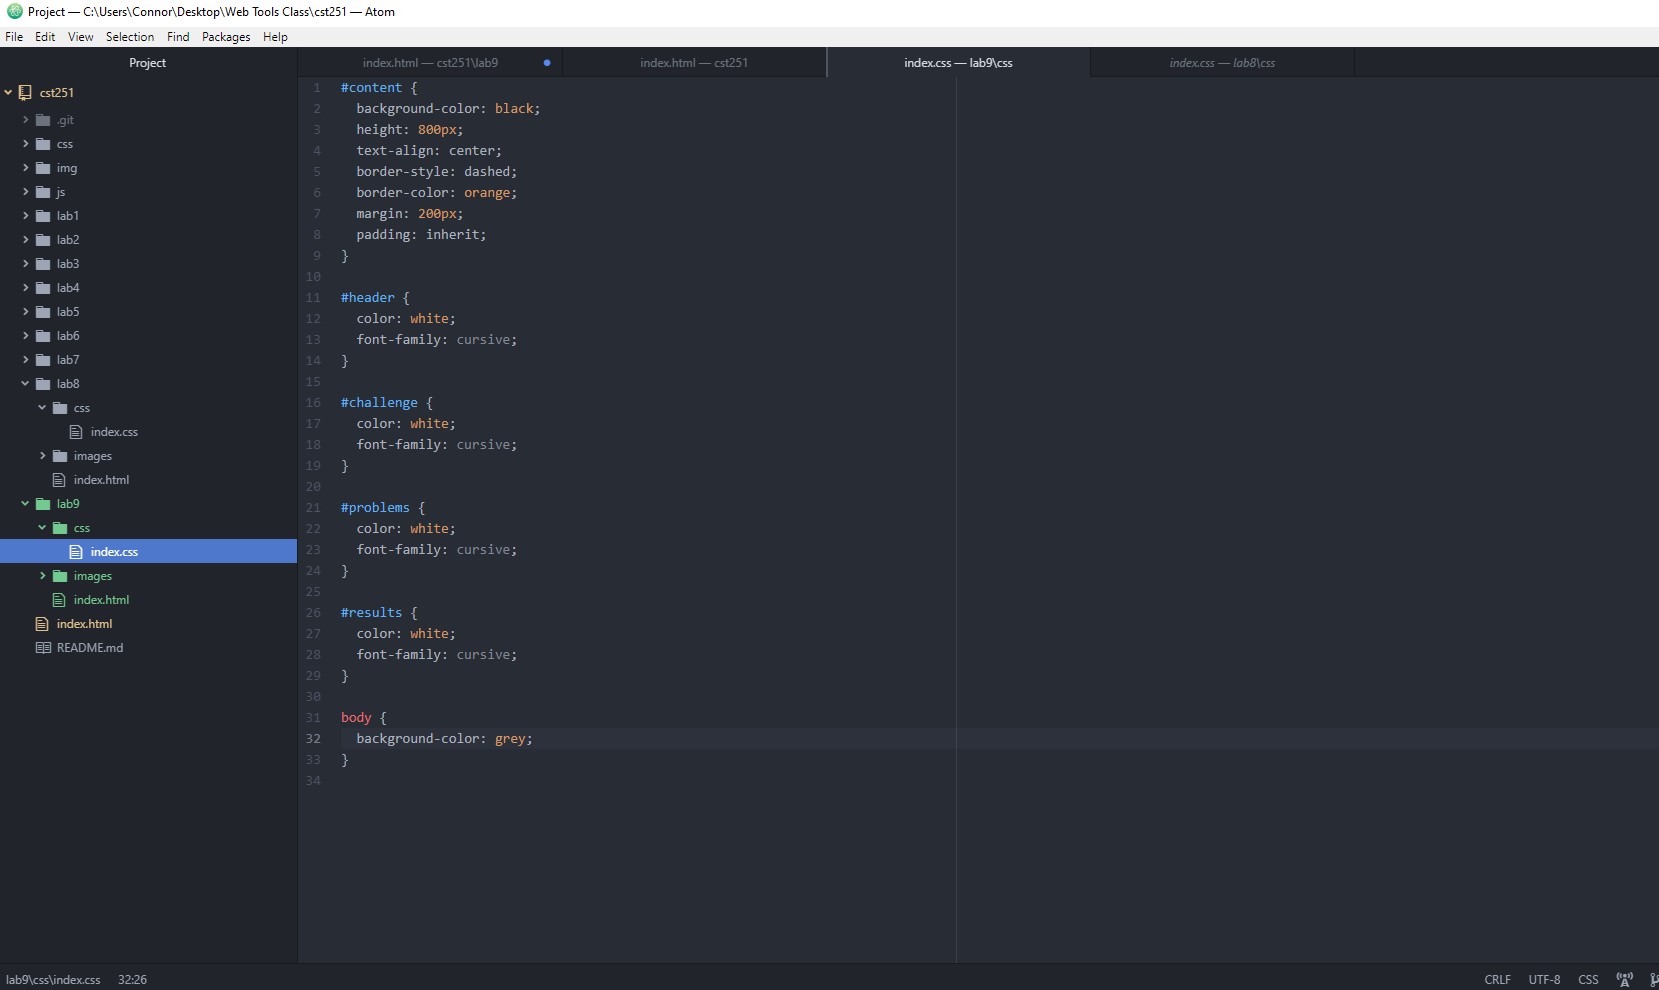 Project — C:\Users\Connor\Desktop\Web Tools Class\cst251 — Atom
File Edit View Selection Find Packages Help
Project
index.html — cst251\lab9
index.html — cst251
index.css — lab9\css
index.css — lab8\css
cst251
.git
css
img
js
lab1
lab2
lab3
lab4
lab5
lab6
lab7
lab8
css
index.css
images
index.html
lab9
css
index.css
images
index.html
index.html
README.md
1 #content {
2 background-color: black;
3 height: 800px;
4 text-align: center;
5 border-style: dashed;
6 border-color: orange;
7 margin: 200px;
8 padding: inherit;
9 }
10
11 #header {
12 color: white;
13 font-family: cursive;
14 }
15
16 #challenge {
17 color: white;
18 font-family: cursive;
19 }
20
21 #problems {
22 color: white;
23 font-family: cursive;
24 }
25
26 #results {
27 color: white;
28 font-family: cursive;
29 }
30
31 body {
32 background-color: grey;
33 }
34
lab9\css\index.css 32:26 CRLF UTF-8 CSS